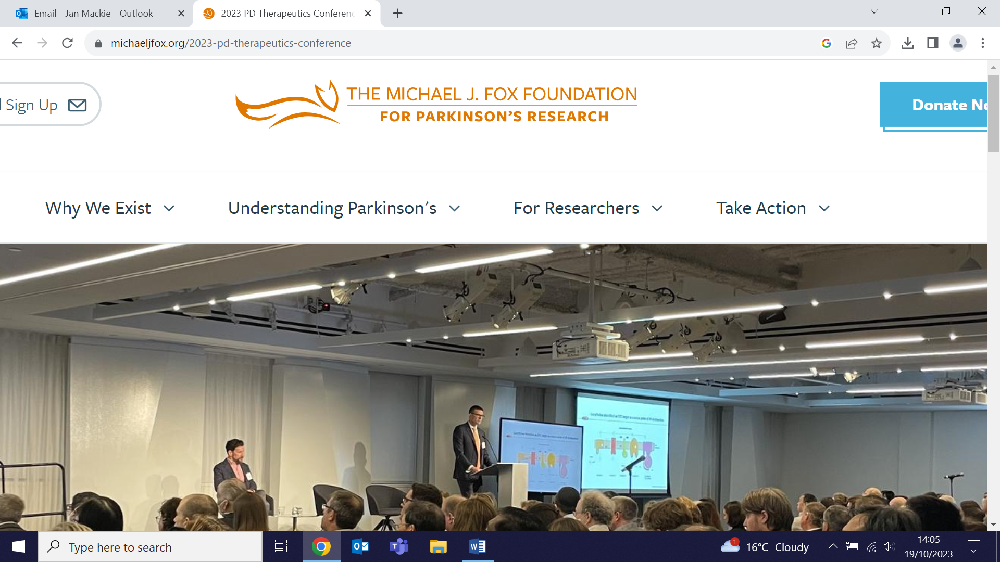 Email - Jan Mackie - Outlook
2023 PD Therapeutics Conferenc
michaeljfox.org/2023-pd-therapeutics-conference
Sign Up
THE MICHAEL J. FOX FOUNDATION
FOR PARKINSON'S RESEARCH
Donate No
Why We Exist
Understanding Parkinson's
For Researchers
Take Action
Type here to search
1
16°C Cloudy
14:05
19/10/2023